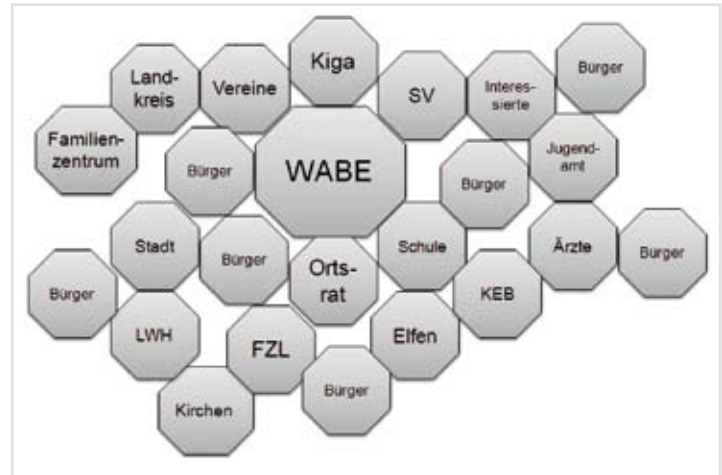 Kiga
Bürger
Land-
kreis
Vereine
SV
Interes-
sierte
Familien-
zentrum
Bürger
WABE
Bürger
Jugend-
amt
Stadt
Bürger
Orts-
rat
Schule
Ärzte
Bürger
Bürger
LWH
FZL
Elfen
KEB
Kirchen
Bürger